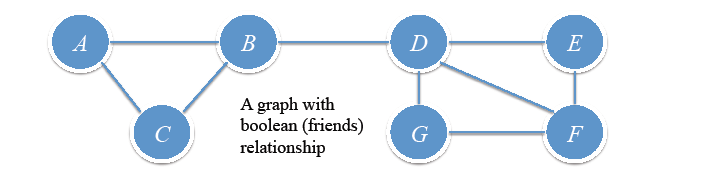 A B D E
A graph with
boolean (friends)
relationship
C G F